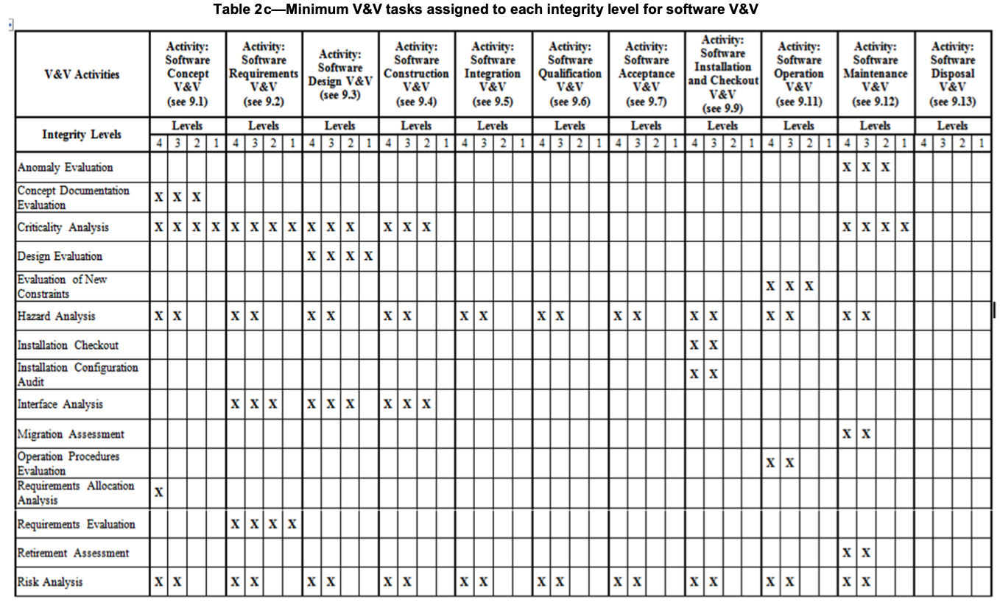 Table 2c—Minimum V&V tasks assigned to each integrity level for software V&V
V&V Activities
Activity:
Software
Concept
V&V
(see 9.1)
Activity:
Software
Requirements
V&V
(see 9.2)
Activity:
Software
Design V&V
(see 9.3)
Activity:
Software
Construction
V&V
(see 9.4)
Activity:
Software
Integration
V&V
(see 9.5)
Activity:
Software
Qualification
V&V
(see 9.6)
Activity:
Software
Acceptance
V&V
(see 9.7)
Activity:
Software
Installation
and Checkout
V&V
(see 9.9)
Activity:
Software
Operation
V&V
(see 9.11)
Activity:
Software
Maintenance
V&V
(see 9.12)
Activity:
Software
Disposal
V&V
(see 9.13)
Integrity Levels
Levels Levels Levels Levels Levels Levels Levels Levels Levels Levels Levels
4 3 2 1 4 3 2 1 4 3 2 1 4 3 2 1 4 3 2 1 4 3 2 1 4 3 2 1 4 3 2 1 4 3 2 1 4 3 2 1 4 3 2 1
Anomaly Evaluation X X X
Concept Documentation
Evaluation X X X
Criticality Analysis X X X X X X X X X X X X X X X X X X
Design Evaluation X X X X
Evaluation of New
Constraints X X X
Hazard Analysis X X X X X X X X X X X X X X X X X X X X
Installation Checkout X X
Installation Configuration
Audit X X
Interface Analysis X X X X X X X X X
Migration Assessment X X
Operation Procedures
Evaluation X X
Requirements Allocation
Analysis X
Requirements Evaluation X X X X
Retirement Assessment X X
Risk Analysis X X X X X X X X X X X X X X X X X X X X